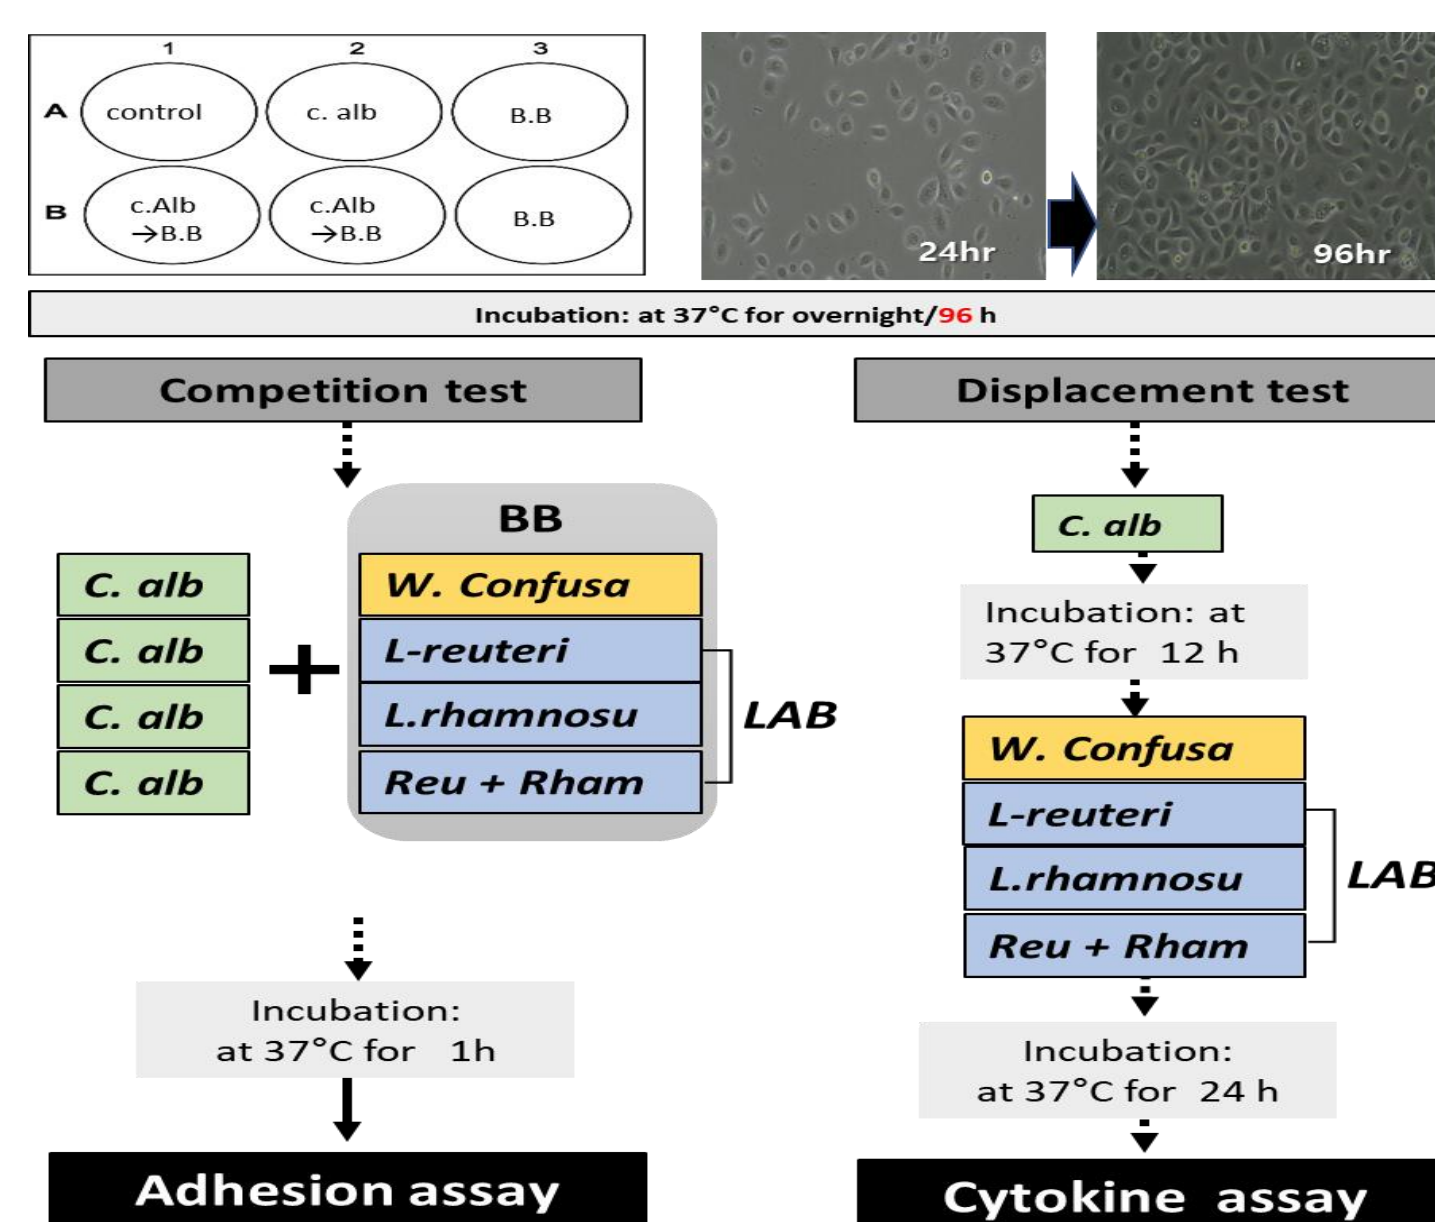 1 2 3
A control c. alb B.B
B c.Alb c.Alb B.B
→B.B →B.B
24hr
96hr
Incubation: at 37°C for overnight/96 h
Competition test
BB
C. alb
C. alb
C. alb
C. alb
+
W. Confusa
L-reuteri
L.rhamnosu
Reu + Rham
LAB
Incubation:
at 37°C for 1h
Adhesion assay
Displacement test
C. alb
Incubation: at
37°C for 12 h
W. Confusa
L-reuteri
L.rhamnosu
Reu + Rham
LAB
Incubation:
at 37°C for 24 h
Cytokine assay